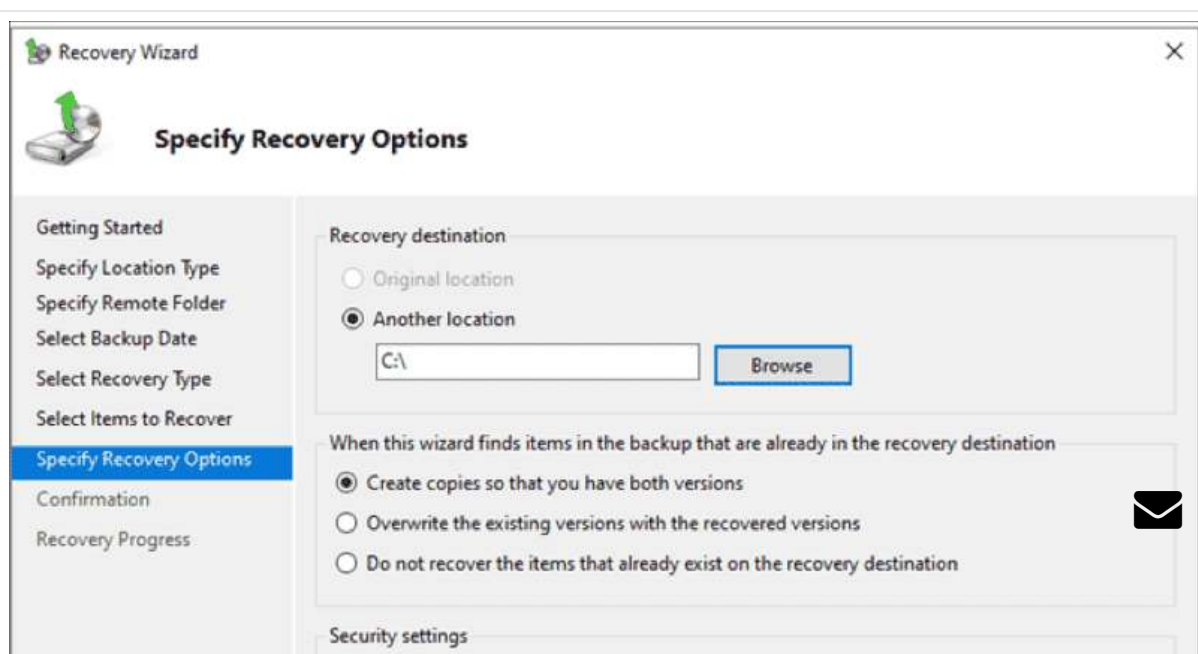 Recovery Wizard
Specify Recovery Options
Getting Started
Specify Location Type
Specify Remote Folder
Select Backup Date
Select Recovery Type
Select Items to Recover
Specify Recovery Options
Confirmation
Recovery Progress
Recovery destination
Original location
Another location
C:\
Browse
When this wizard finds items in the backup that are already in the recovery destination
Create copies so that you have both versions
Overwrite the existing versions with the recovered versions
Do not recover the items that already exist on the recovery destination
Security settings